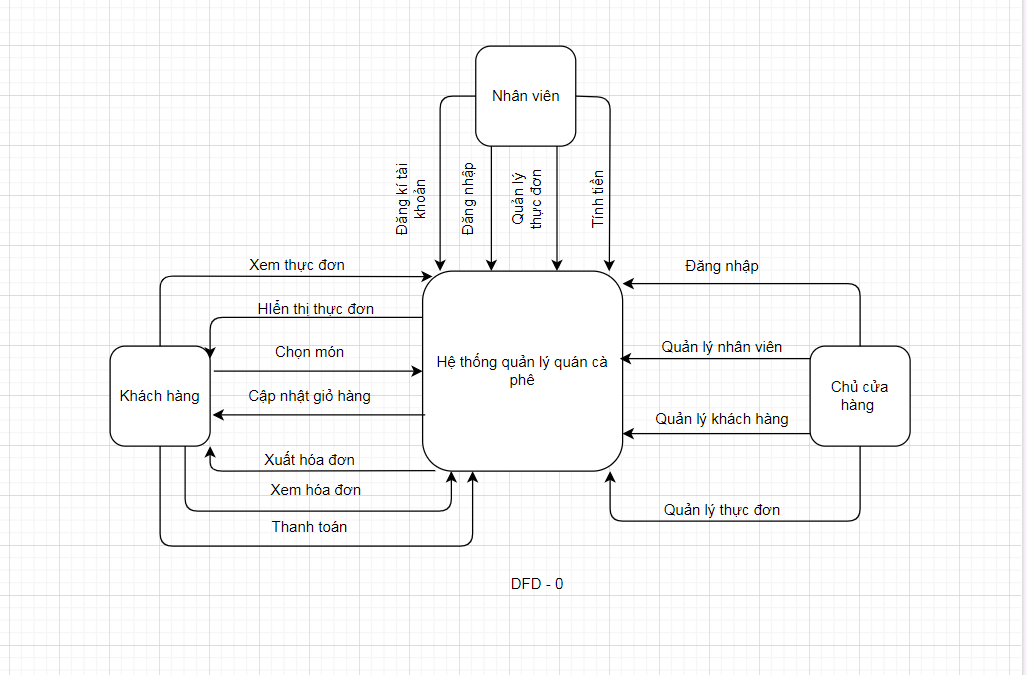 Nhân viên
Đăng kí tài
khoản
Đăng nhập
Quản lý
thực đơn
Tính tiền
Xem thực đơn
HIển thị thực đơn
Chọn món
Cập nhật giỏ hàng
Khách hàng
Xuất hóa đơn
Xem hóa đơn
Thanh toán
Hệ thống quản lý quán cà
phê
Đăng nhập
Quản lý nhân viên
Quản lý khách hàng
Quản lý thực đơn
Chủ cửa
hàng
DFD - 0